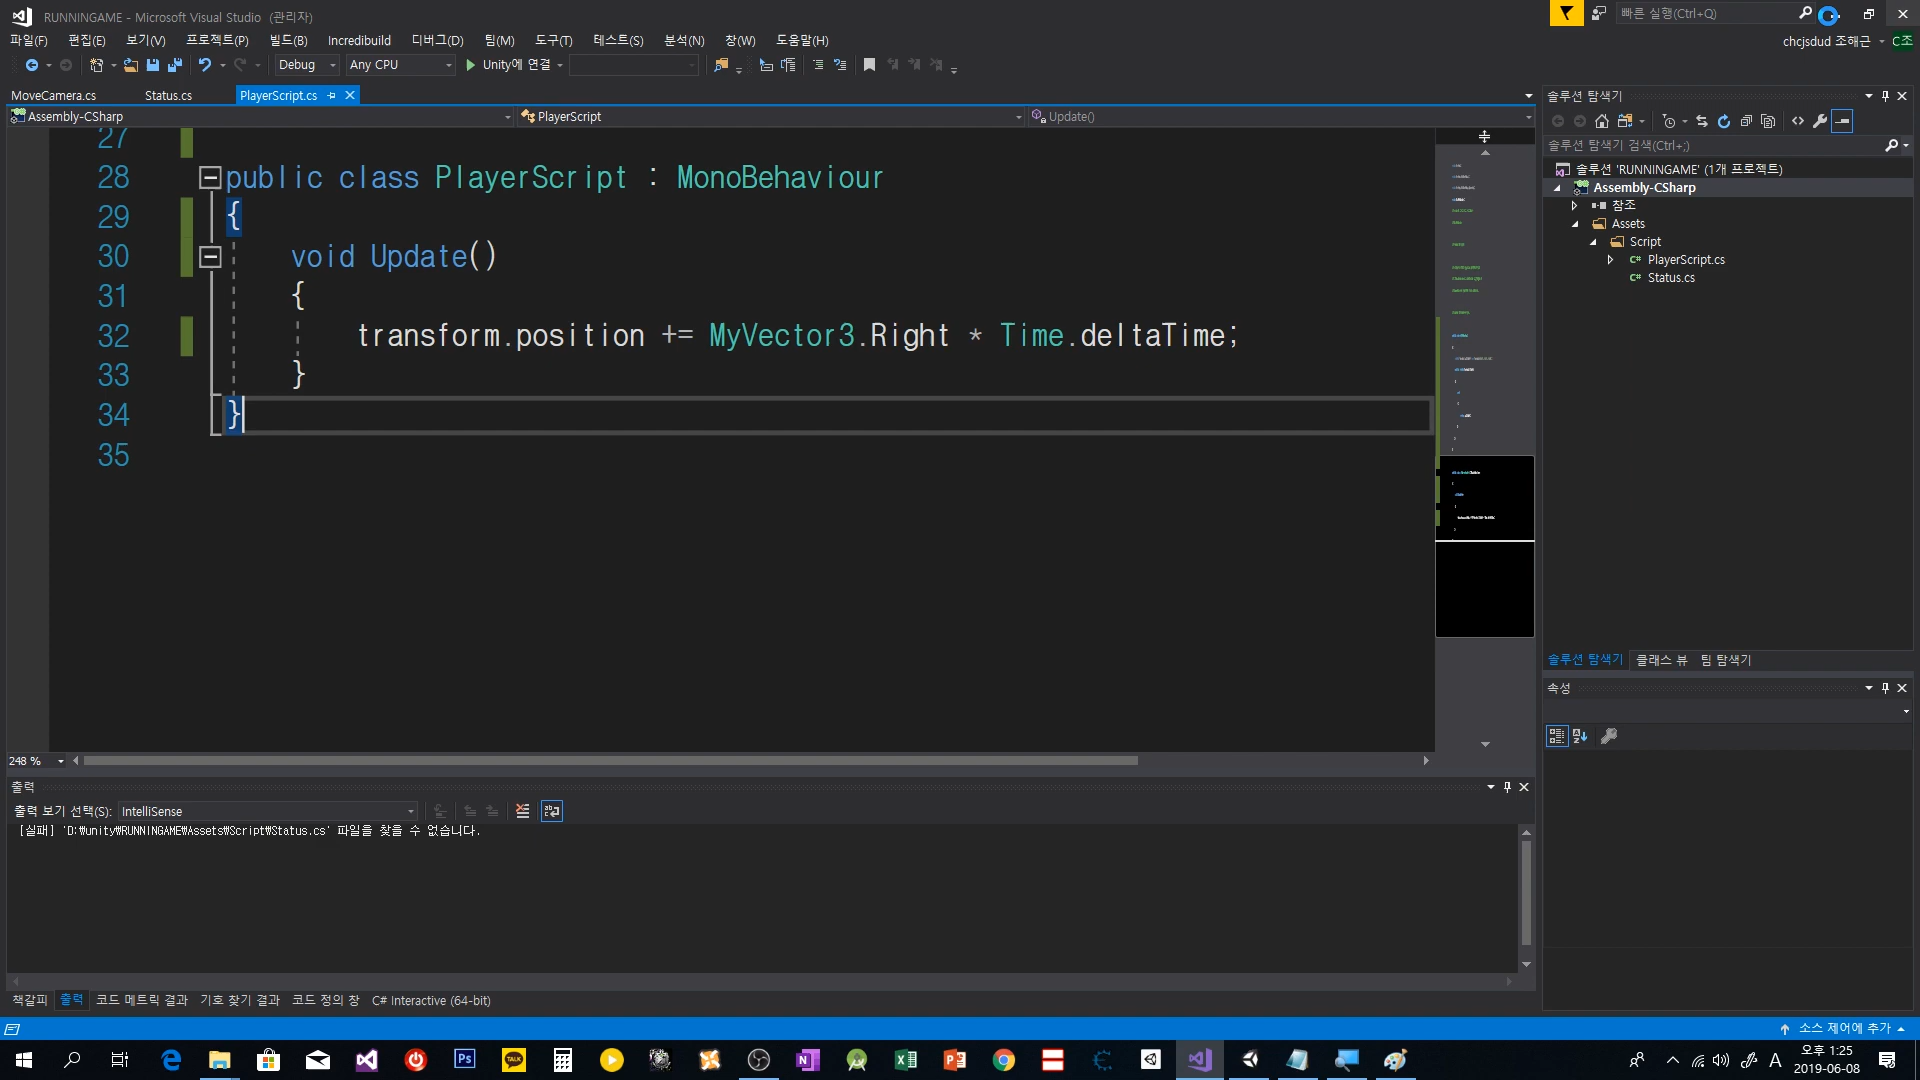 RUNNINGAME - Microsoft Visual Studio (관리자)
빠른 실행(Ctrl+Q)
파일(F) 편집(E) 보기(V) 프로젝트(P) 빌드(B) Incredibuild 디버그(D) 팀(M) 도구(T) 테스트(S) 분석(N) 창(W) 도움말(H)
chcjsdud 조해근 C조
Debug Any CPU Unity에 연결
MoveCamera.cs Status.cs PlayerScript.cs
Assembly-CSharp PlayerScript Update()
27
28 public class PlayerScript : MonoBehaviour
29 {
30 void Update()
31 {
32 transform.position += MyVector3.Right * Time.deltaTime;
33 }
34 }
35
248 %
출력
출력 보기 선택(S): IntelliSense
[실패] 'D:₩unity₩RUNNINGAME₩Assets₩Script₩Status.cs' 파일을 찾을 수 없습니다.
책갈피 출력 코드 메트릭 결과 기호 찾기 결과 코드 정의 창 C# Interactive (64-bit)
솔루션 탐색기
솔루션 탐색기 검색(Ctrl+;)
솔루션 'RUNNINGAME' (1개 프로젝트)
Assembly-CSharp
참조
Assets
Script
C# PlayerScript.cs
C# Status.cs
솔루션 탐색기 클래스 뷰 팀 탐색기
속성
소스 제어에 추가
Ps
TALK
A
오후 1:25
2019-06-08